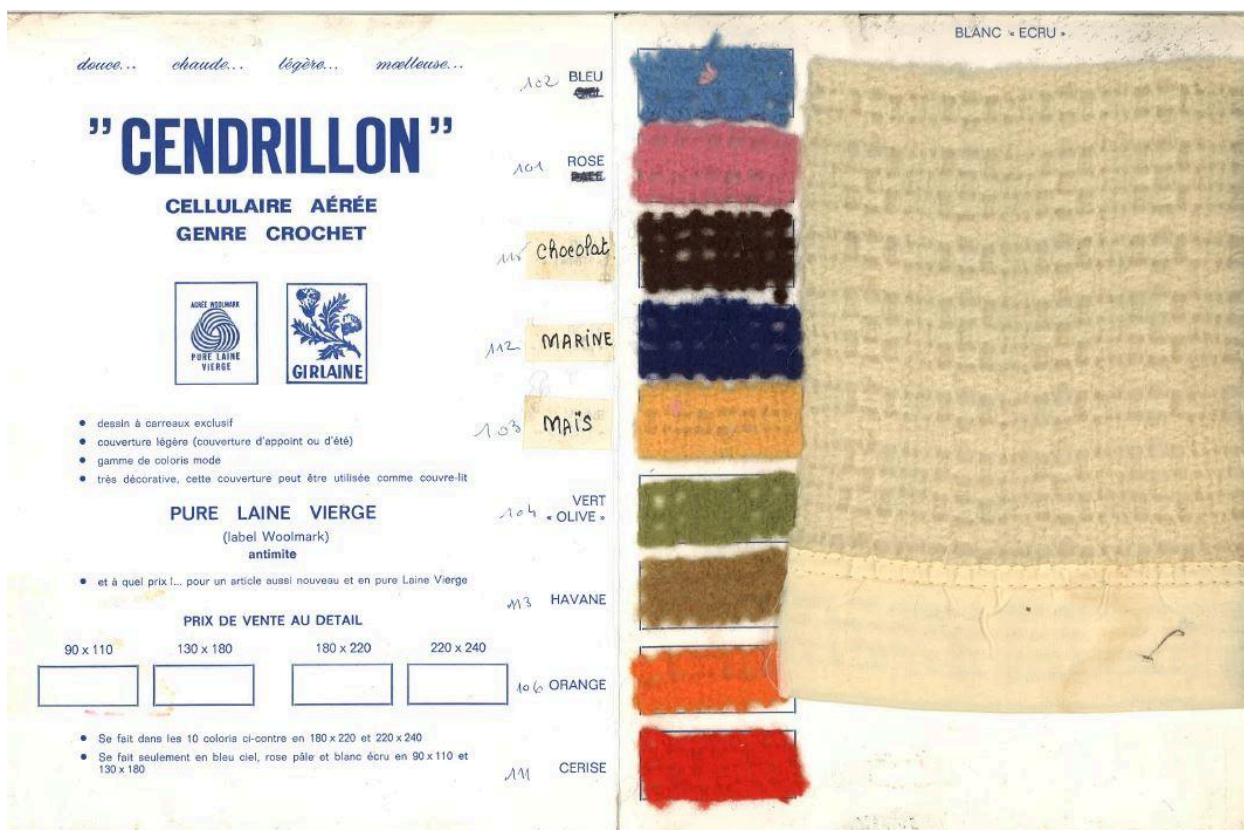 douce... chaude... légère... mœlleuse...
"CENDRILLON"
CELLULAIRE AÉRÉE
GENRE CROCHET
AGRÉÉ WOOLMARK
PURE LAINE
VIERGE
GIRLAINE
• dessin à carreaux exclusif
• couverture légère (couverture d'appoint ou d'été)
• gamme de coloris mode
• très décorative, cette couverture peut être utilisée comme couvre-lit
PURE LAINE VIERGE
(label Woolmark)
antimite
• et à quel prix !... pour un article aussi nouveau et en pure Laine Vierge
PRIX DE VENTE AU DETAIL
90 x 110 130 x 180 180 x 220 220 x 240
• Se fait dans les 10 coloris ci-contre en 180 x 220 et 220 x 240
• Se fait seulement en bleu ciel, rose pâle et blanc écru en 90 x 110 et
130 x 180
102 BLEU
101 ROSE
Chocolat
112 MARINE
103 MAÏS
104 VERT
« OLIVE »
113 HAVANE
106 ORANGE
111 CERISE
BLANC « ECRU »